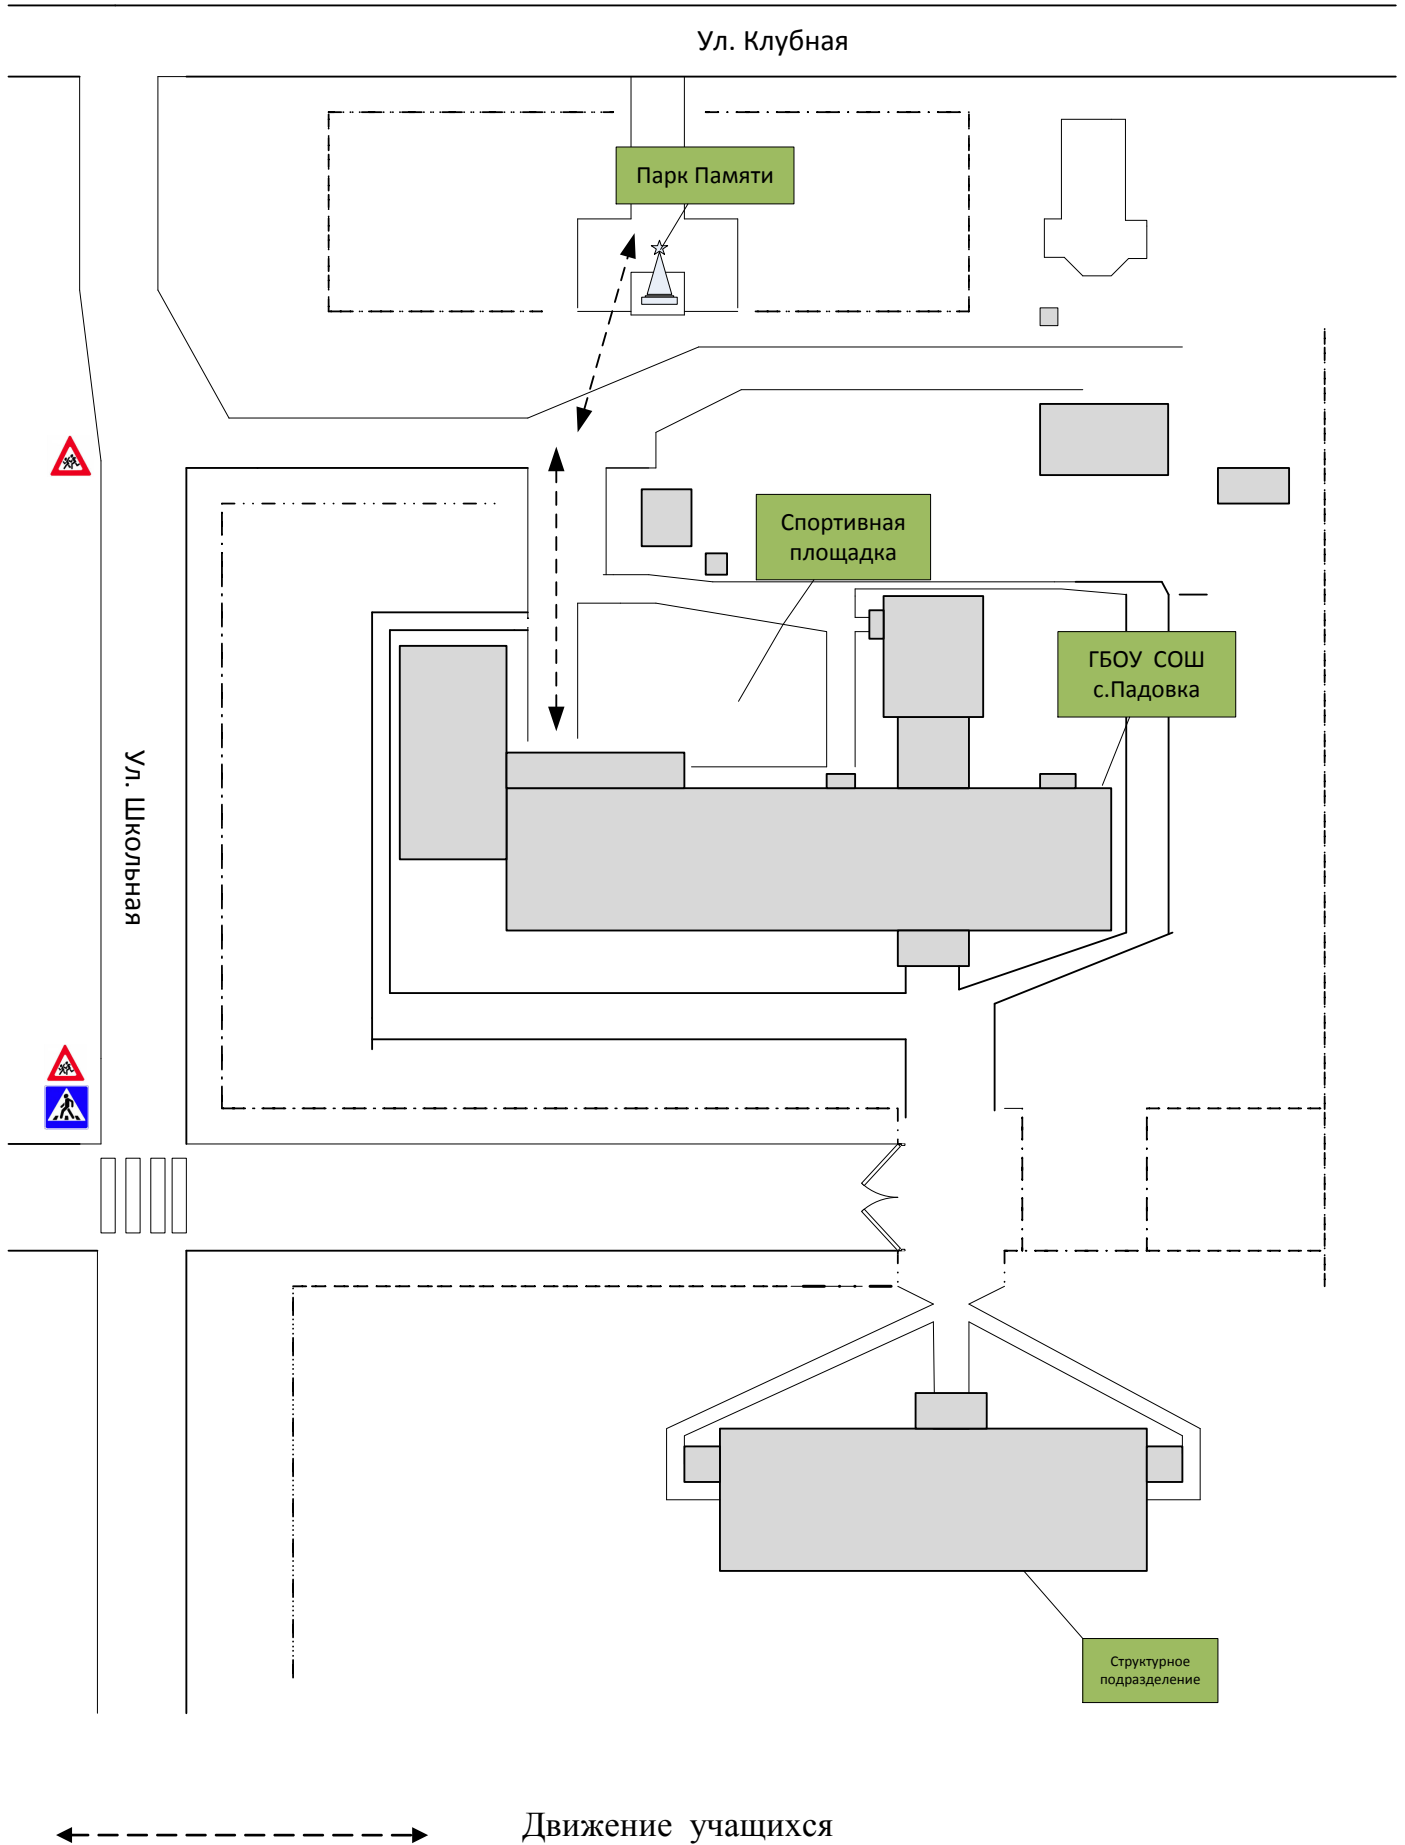 Ул. Клубная
Парк Памяти
Спортивная
площадка
ГБОУ СОШ
с.Падовка
Ул. Школьная
Структурное
подразделение
Движение учащихся